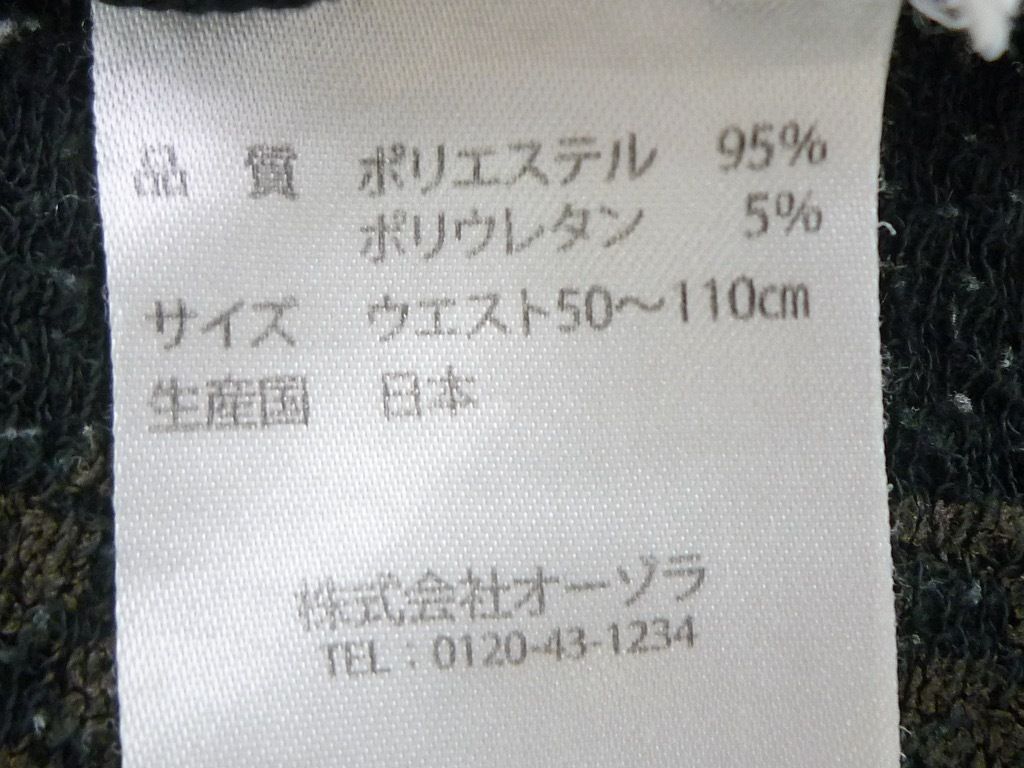 品　質　ポリエステル　95%
ポリウレタン　5%
サイズ　ウエスト50～110cm
生産国　日本
株式会社オーゾラ
TEL：0120-43-1234